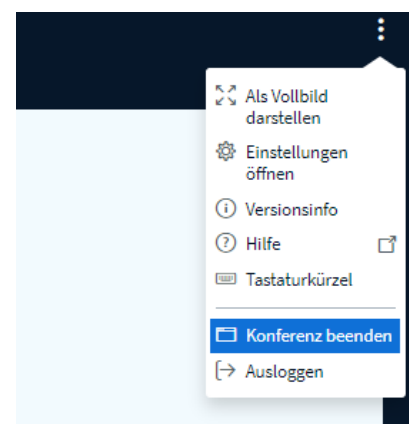 Als Vollbild
darstellen
Einstellungen
öffnen
Versionsinfo
Hilfe
Tastaturkürzel
Konferenz beenden
Ausloggen